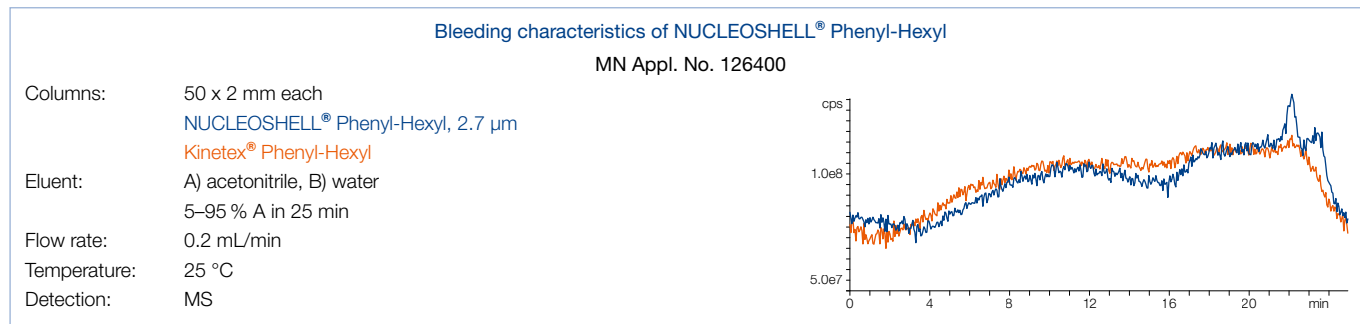 Bleeding characteristics of NUCLEOSHELL® Phenyl-Hexyl
MN Appl. No. 126400
Columns: 50 x 2 mm each
NUCLEOSHELL® Phenyl-Hexyl, 2.7 μm
Kinetex® Phenyl-Hexyl
Eluent: A) acetonitrile, B) water
5–95 % A in 25 min
Flow rate: 0.2 mL/min
Temperature: 25 °C
Detection: MS
cps
1.0e8
5.0e7
0 4 8 12 16 20 min